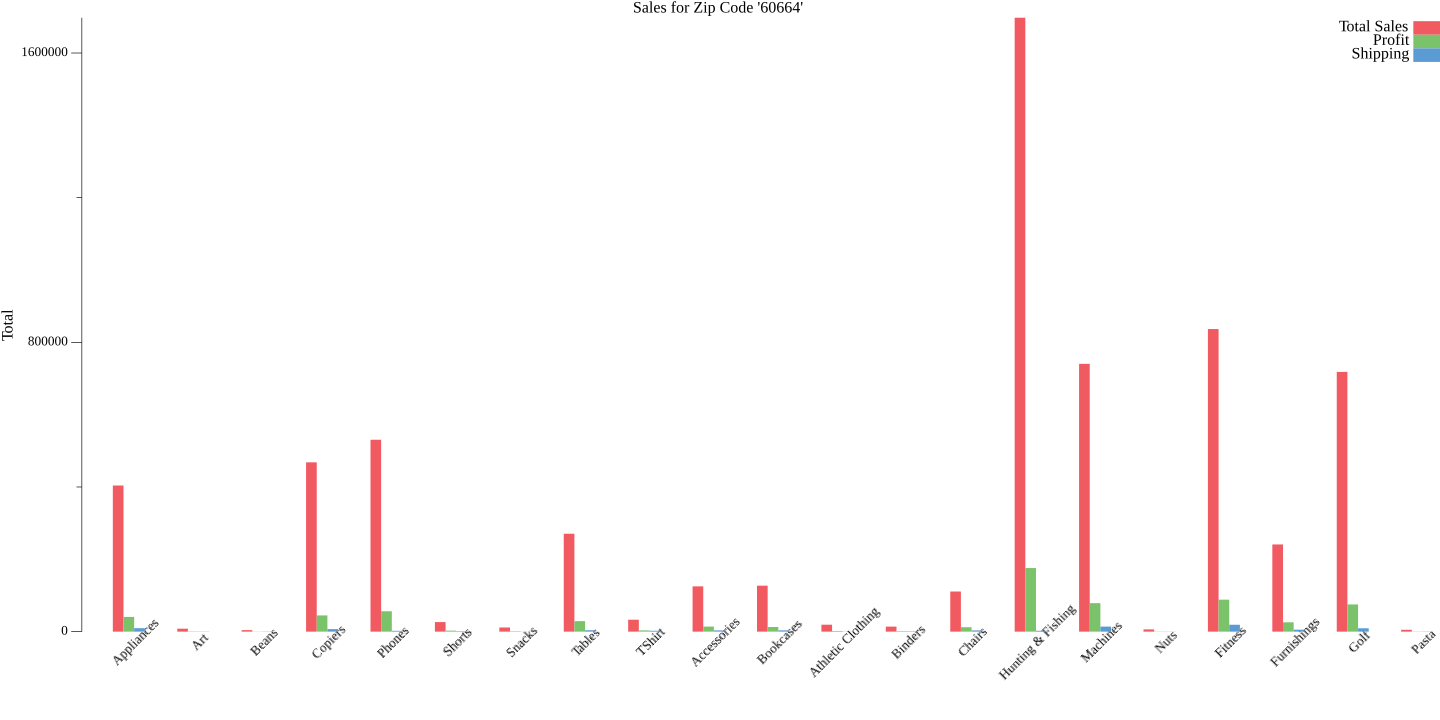 Sales for Zip Code '60664'
Total Sales
Profit
Shipping
1600000
800000
0
Total
Appliances
Art
Beans
Copiers
Phones
Shorts
Snacks
Tables
TShirt
Accessories
Bookcases
Athletic Clothing
Binders
Chairs
Hunting & Fishing
Machines
Nuts
Fitness
Furnishings
Golf
Pasta